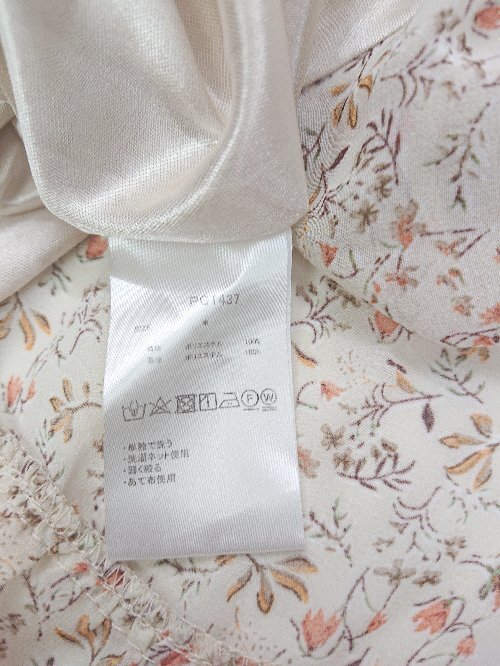 PC1437
SIZE *
表地 ポリエステル 100%
裏地 ポリエステル 100%
F W
・単独で洗う
・洗濯ネット使用
・弱く絞る
・あて布使用